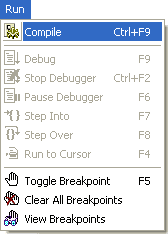 Run
Compile Ctrl+F9
Debug F9
Stop Debugger Ctrl+F2
Pause Debugger F6
Step Into F7
Step Over F8
Run to Cursor F4
Toggle Breakpoint F5
Clear All Breakpoints
View Breakpoints